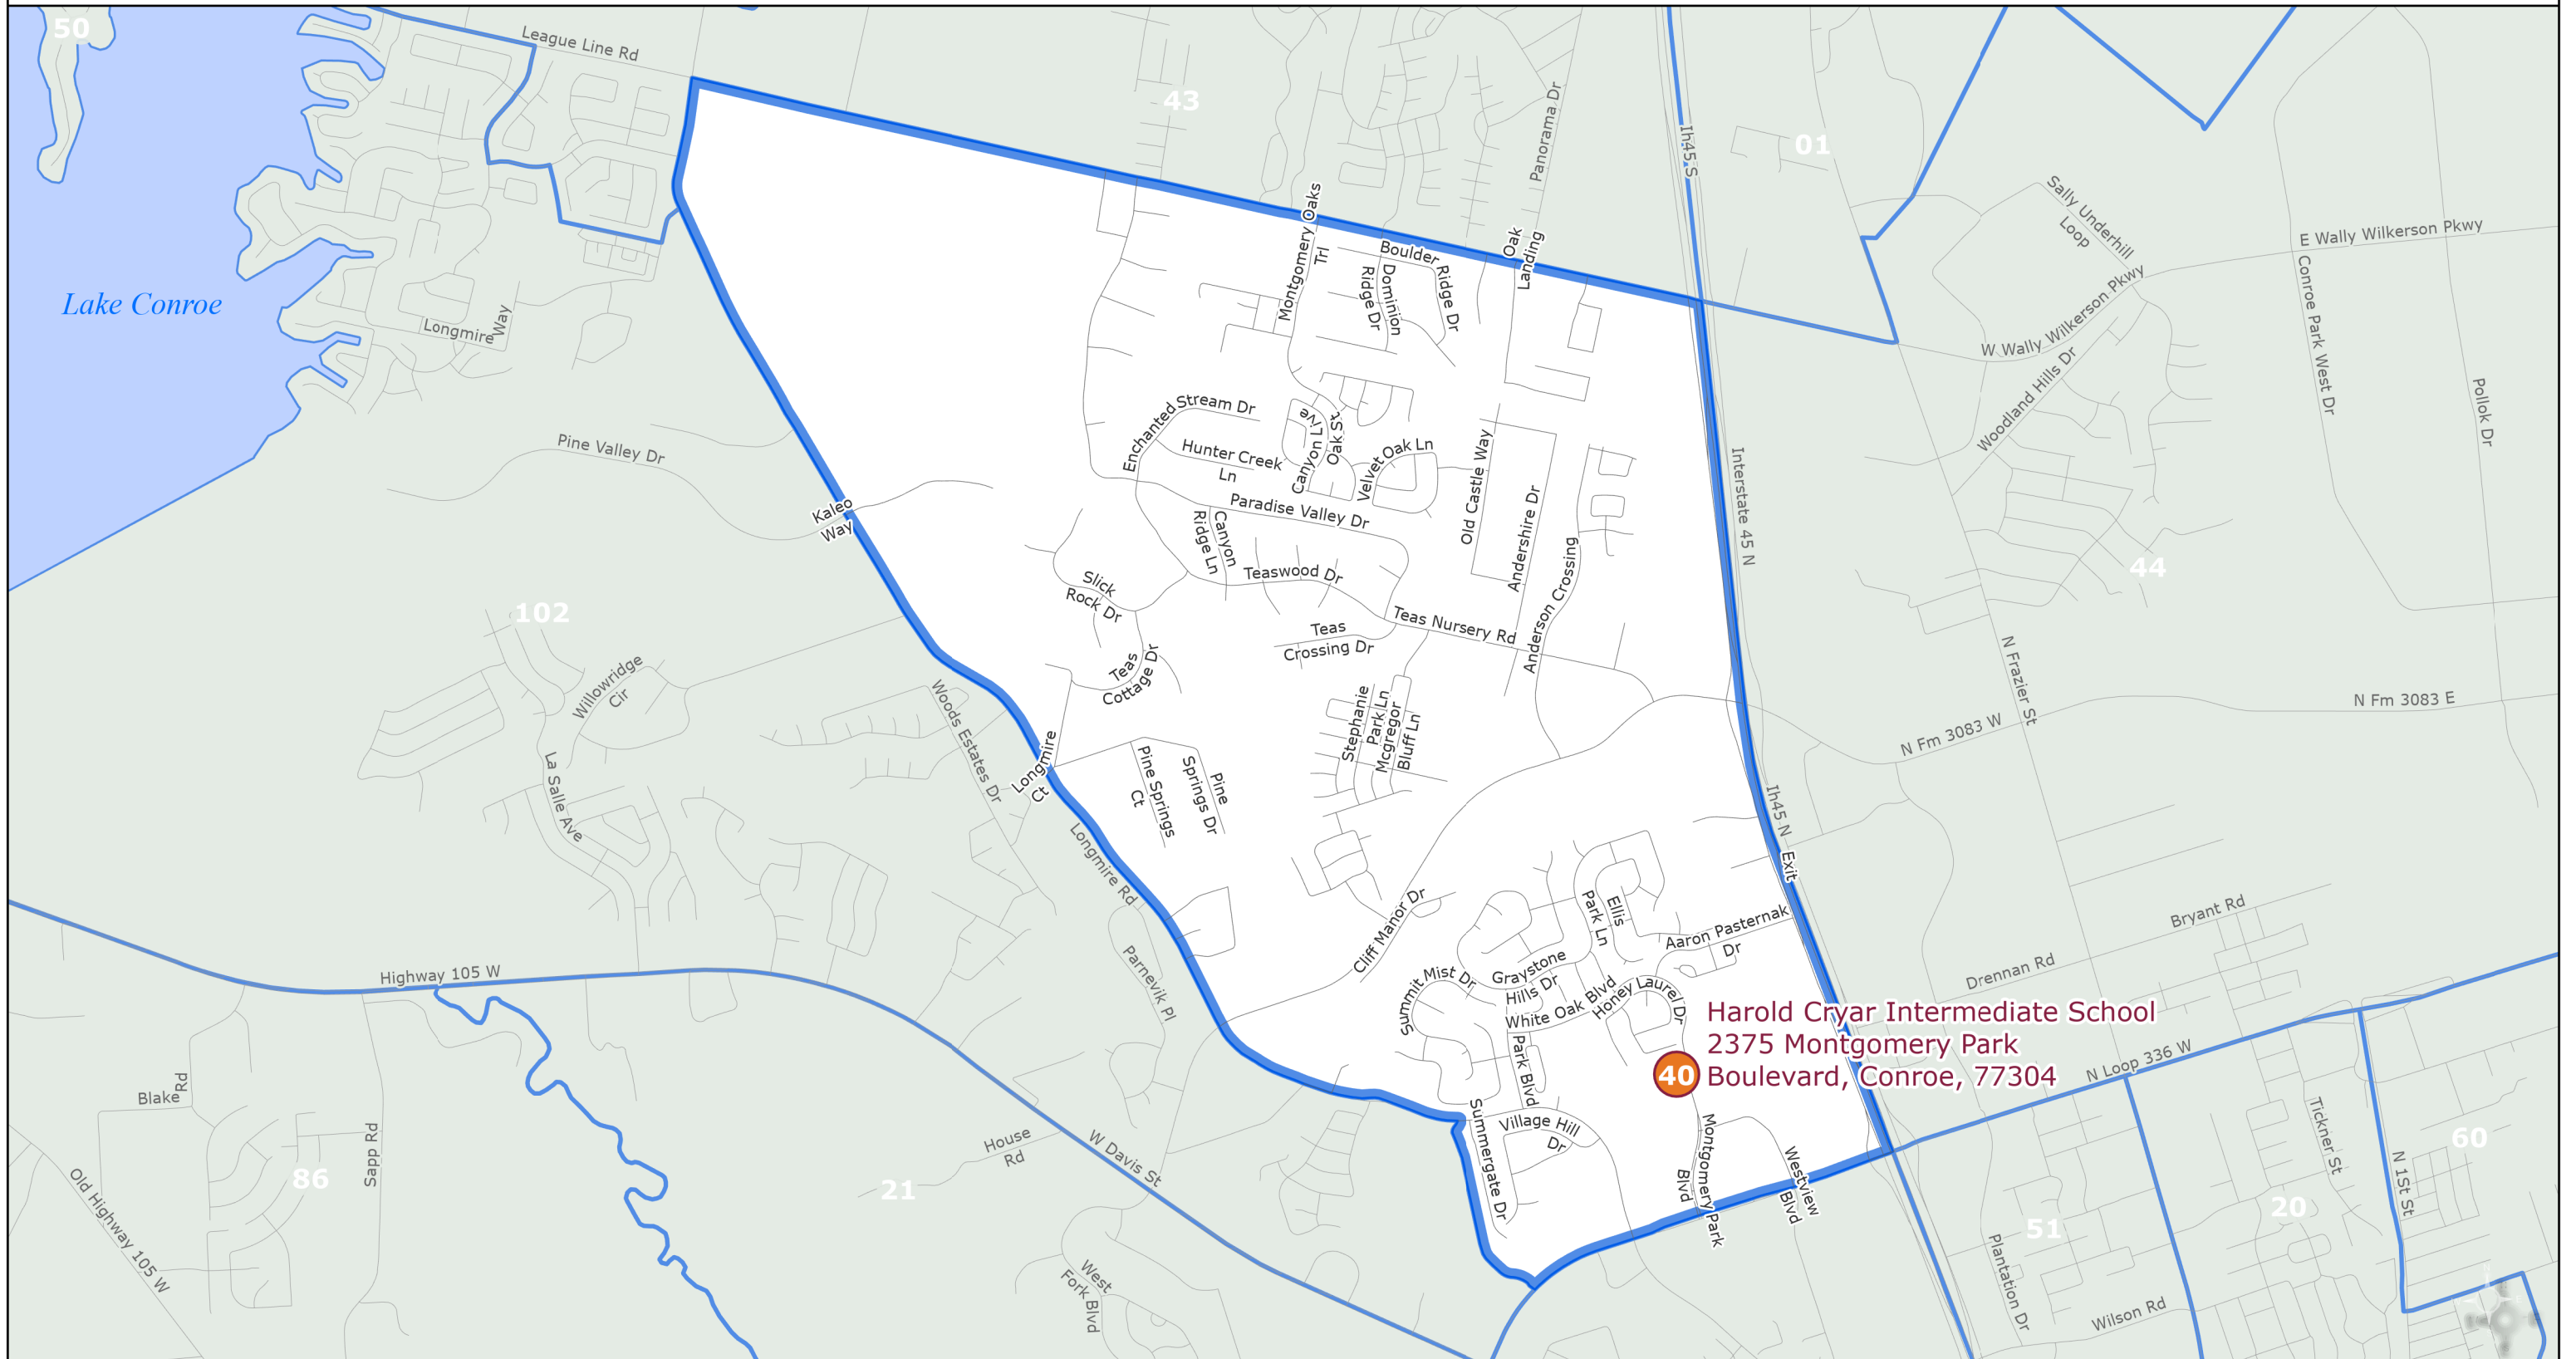 50
League Line Rd
43
Panorama Dr
Ih45 S
01
Sally Underhill
Loop
E Wally Wilkerson Pkwy
W Wally Wilkerson Pkwy
Conroe Park West Dr
Pollok Dr
Woodland Hills Dr
Lake Conroe
Longmire
Way
Montgomery Oaks
Trl
Boulder
Ridge Dr
Dominion
Ridge Dr
Oak
Landing
Enchanted
Stream Dr
Hunter Creek
Ln
Canyon Live
Oak St
Velvet Oak Ln
Old Castle Way
Andershire Dr
Anderson Crossing
Interstate 45 N
Pine Valley Dr
Kaleo
Way
Paradise Valley Dr
Canyon
Ridge Ln
Teaswood Dr
Slick
Rock Dr
Teas
Crossing Dr
Teas Nursery Rd
Teas
Cottage Dr
44
102
N Frazier St
N Fm 3083 W
N Fm 3083 E
Willowridge
Cir
La Salle Ave
Woods Estates Dr
Longmire
Ct
Longmire Rd
Pine Springs
Ct
Pine
Springs Dr
Stephanie
Park Ln
Mcgregor
Bluff Ln
Ih45 N
Exit
Cliff Manor Dr
Ellis
Park Ln
Aaron Pasternak
Dr
Bryant Rd
Drennan Rd
Highway 105 W
Parnevik Pl
Summit Mist Dr
Graystone
Hills Dr
White Oak Blvd
Honey Laurel Dr
Park Blvd
Harold Cryar Intermediate School
2375 Montgomery Park
Boulevard, Conroe, 77304
40
N Loop 336 W
Blake
Rd
Sapp Rd
86
Old Highway 105 W
House
Rd
21
W Davis St
West
Fork Blvd
Summergate Dr
Village Hill
Dr
Montgomery Park
Blvd
Westview
Blvd
51
20
60
Tickner St
N 1St St
Plantation Dr
Wilson Rd